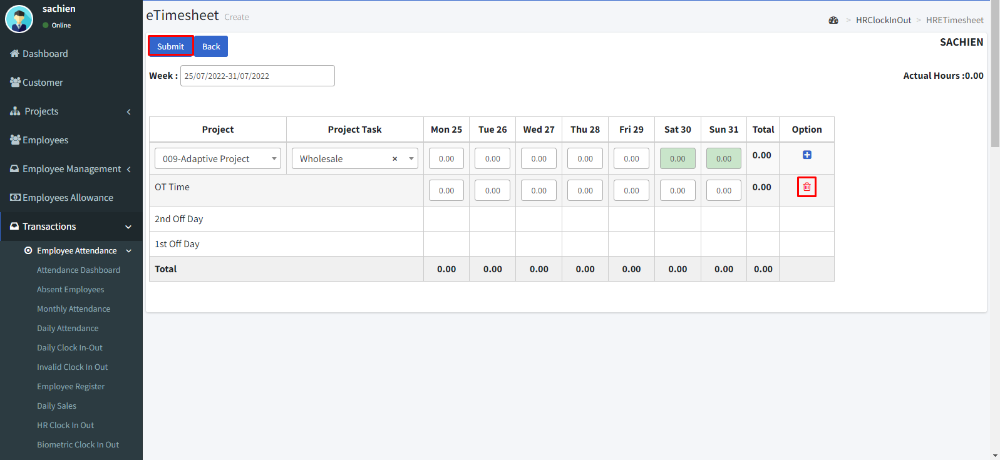 sachien
Online
Dashboard
Customer
Projects
Employees
Employee Management
Employees Allowance
Transactions
Employee Attendance
Attendance Dashboard
Absent Employees
Monthly Attendance
Daily Attendance
Daily Clock In-Out
Invalid Clock In Out
Employee Register
Daily Sales
HR Clock In Out
Biometric Clock In Out
eTimesheet Create
> HRClockInOut > HRETimesheet
Submit Back SACHIEN
Week : 25/07/2022-31/07/2022 Actual Hours :0.00
Project Project Task Mon 25 Tue 26 Wed 27 Thu 28 Fri 29 Sat 30 Sun 31 Total Option
009-Adaptive Project Wholesale × 0.00 0.00 0.00 0.00 0.00 0.00 0.00 0.00
OT Time 0.00 0.00 0.00 0.00 0.00 0.00 0.00 0.00
2nd Off Day
1st Off Day
Total 0.00 0.00 0.00 0.00 0.00 0.00 0.00 0.00